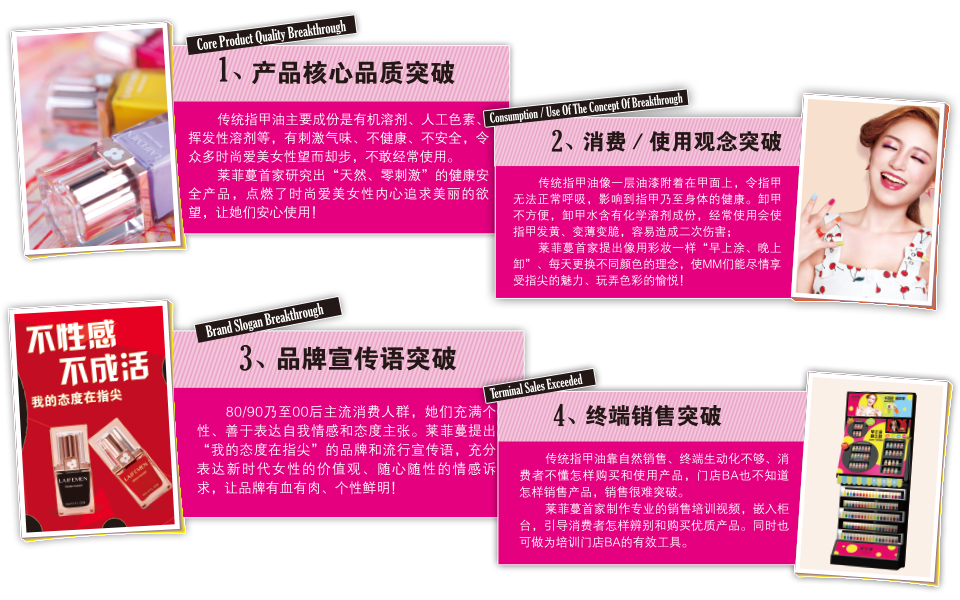 Core Product Quality Breakthrough
1、产品核心品质突破
传统指甲油主要成份是有机溶剂、人工色素、
挥发性溶剂等，有刺激气味、不健康、不安全，令
众多时尚爱美女性望而却步，不敢经常使用。
莱菲蔓首家研究出“天然、零刺激”的健康安
全产品，点燃了时尚爱美女性内心追求美丽的欲
望，让她们安心使用！
Consumption / Use Of The Concept Of Breakthrough
2、消费 / 使用观念突破
传统指甲油像一层油漆附着在甲面上，令指甲
无法正常呼吸，影响到指甲乃至身体的健康。卸甲
不方便，卸甲水含有化学溶剂成份，经常使用会使
指甲发黄、变薄变脆，容易造成二次伤害；
莱菲蔓首家提出像用彩妆一样“早上涂、晚上
卸”、每天更换不同颜色的理念，使MM们能尽情享
受指尖的魅力、玩弄色彩的愉悦！
不性感
不成活
我的态度在指尖
Brand Slogan Breakthrough
3、品牌宣传语突破
80/90乃至00后主流消费人群，她们充满个
性、善于表达自我情感和态度主张。莱菲蔓提出
“我的态度在指尖”的品牌和流行宣传语，充分
表达新时代女性的价值观、随心随性的情感诉
求，让品牌有血有肉、个性鲜明！
Terminal Sales Exceeded
4、终端销售突破
传统指甲油靠自然销售、终端生动化不够、消
费者不懂怎样购买和使用产品，门店BA也不知道
怎样销售产品，销售很难突破。
莱菲蔓首家制作专业的销售培训视频，嵌入柜
台，引导消费者怎样辨别和购买优质产品。同时也
可做为培训门店BA的有效工具。